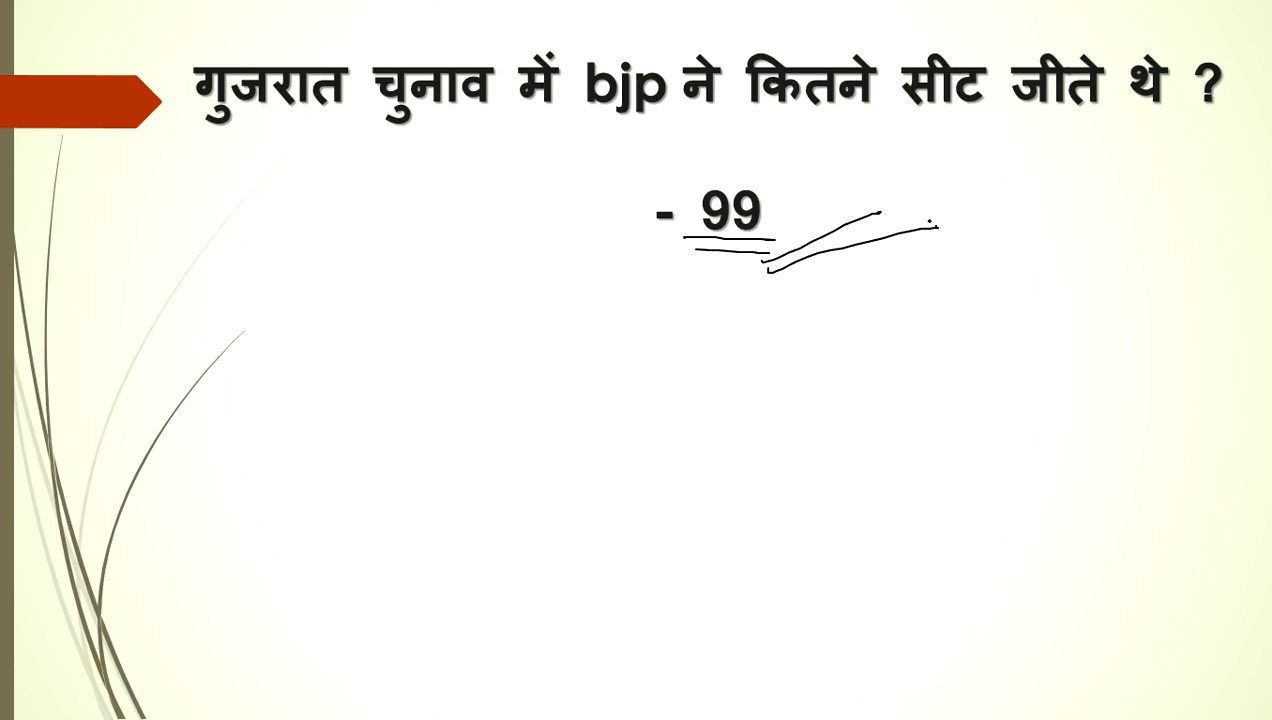 गुजरात चुनाव में bjp ने कितने सीट जीते थे ?
- 99